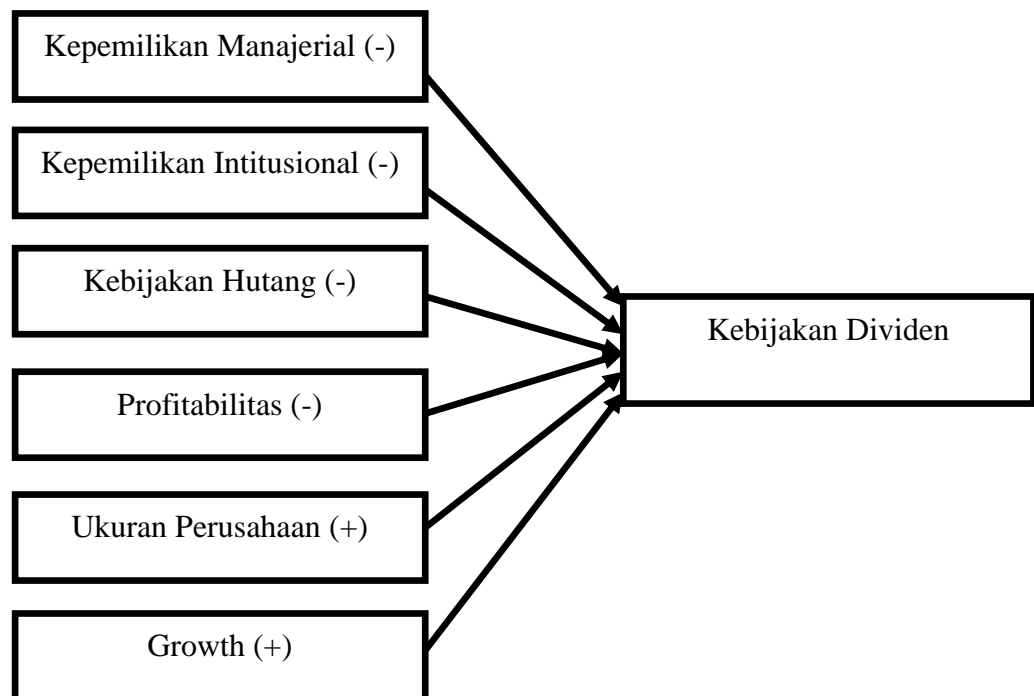 Kepemilikan Manajerial (-)
Kepemilikan Intitusional (-)
Kebijakan Hutang (-)
Profitabilitas (-)
Ukuran Perusahaan (+)
Growth (+)
Kebijakan Dividen